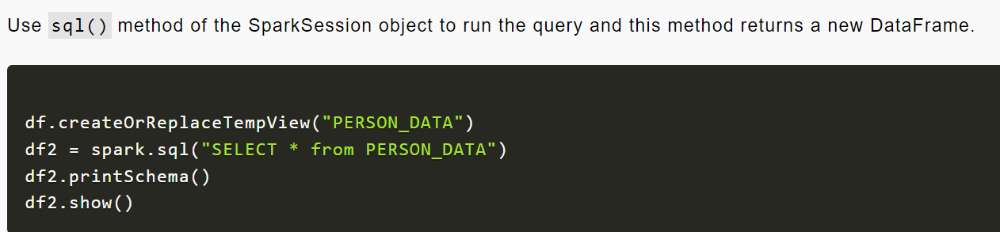 Use sql() method of the SparkSession object to run the query and this method returns a new DataFrame.
df.createOrReplaceTempView("PERSON_DATA")
df2 = spark.sql("SELECT * from PERSON_DATA")
df2.printSchema()
df2.show()